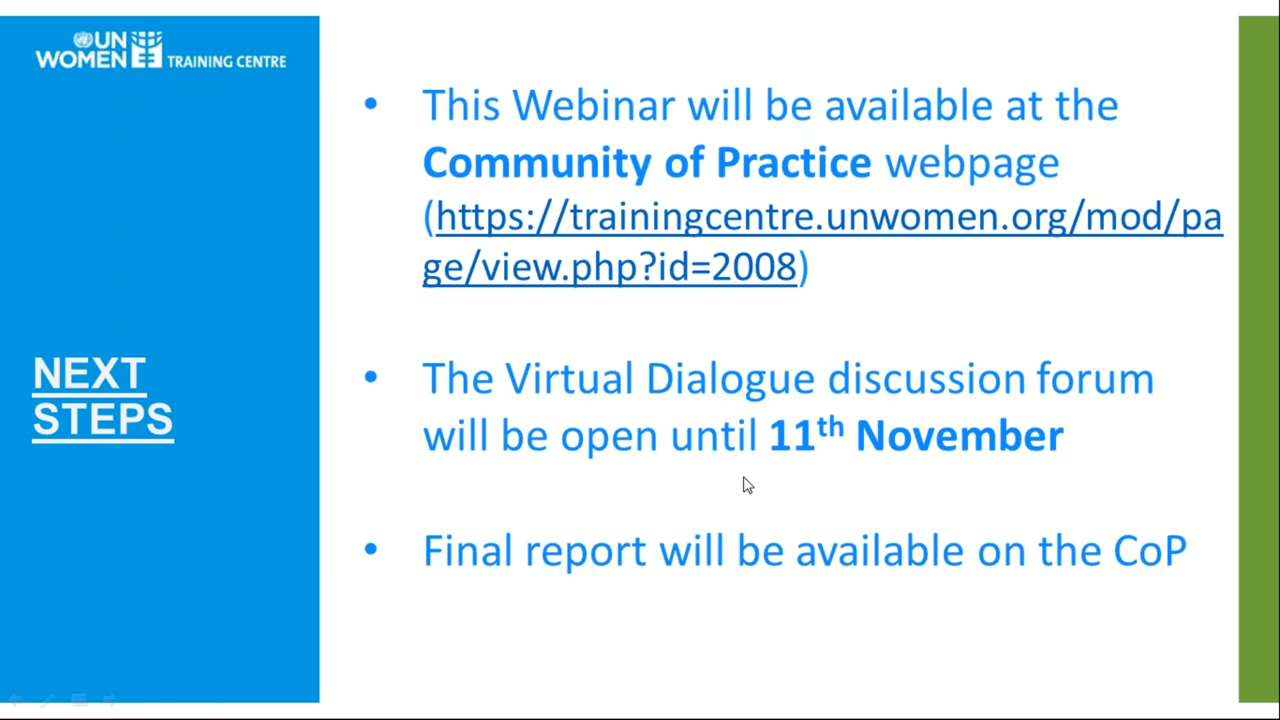 UN
WOMEN TRAINING CENTRE
NEXT
STEPS
• This Webinar will be available at the
Community of Practice webpage
(https://trainingcentre.unwomen.org/mod/pa
ge/view.php?id=2008)
• The Virtual Dialogue discussion forum
will be open until 11th November
• Final report will be available on the CoP